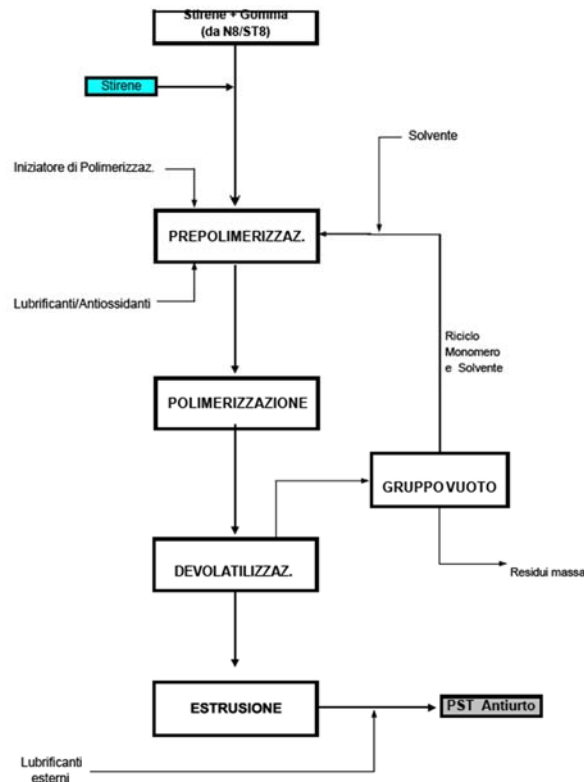 Stirene + Gomma
(da N8/ST8)
Stirene
Solvente
Iniziatore di Polimerizzaz.
PREPOLIMERIZZAZ.
Lubrificanti/Antiossidanti
Riciclo
Monomero
e Solvente
POLIMERIZZAZIONE
GRUPPO VUOTO
DEVOLATILIZZAZ.
Residui massa
ESTRUSIONE
PST Antiurto
Lubrificanti
esterni